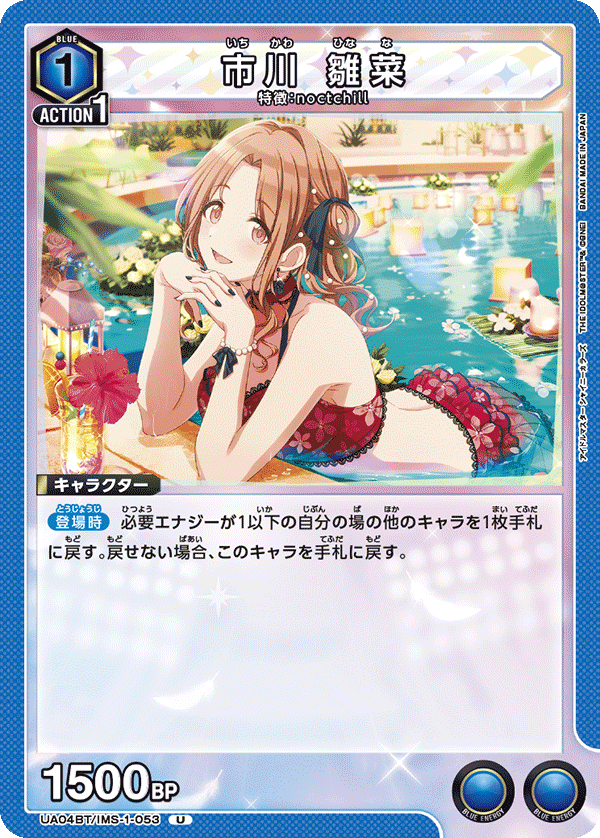 BLUE
1
ACTION1
いち かわ ひな な
市川 雛菜
特徴:noctchill
THE IDOLM@STER™& ©BNEI BANDAI MADE IN JAPAN
アイドルマスター シャイニーカラーズ
キャラクター
とうじょうじ ひつよう いか じぶん ば ほか まい てふだ
登場時 必要エナジーが1以下の自分の場の他のキャラを1枚手札
もど もど ばあい てふだ もど
に戻す。戻せない場合、このキャラを手札に戻す。
1500BP
BLUE ENERGY
BLUE ENERGY
UA04BT/IMS-1-053 U